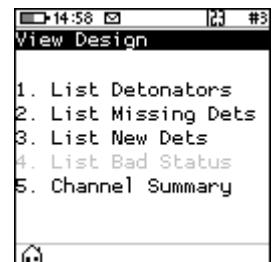 14:58 123 #3
View Design
1. List Detonators
2. List Missing Dets
3. List New Dets
4. List Bad Status
5. Channel Summary